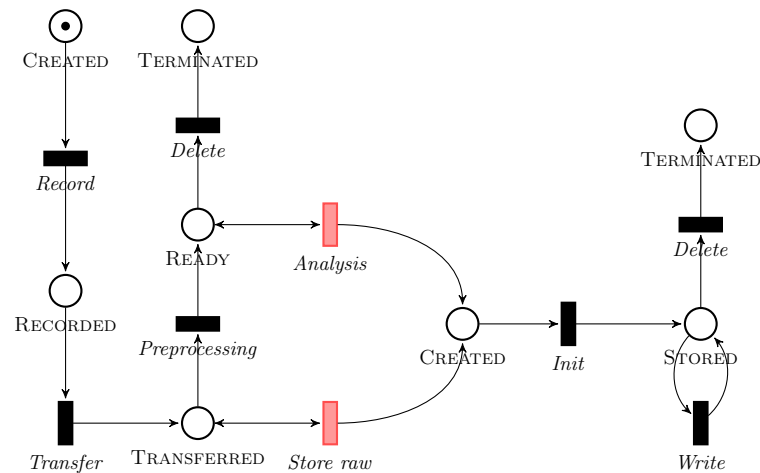 CREATED
TERMINATED
Delete
TERMINATED
Record
Delete
READY
Analysis
RECORDED
Preprocessing
CREATED
Init
STORED
Transfer
TRANSFERRED
Store raw
Write